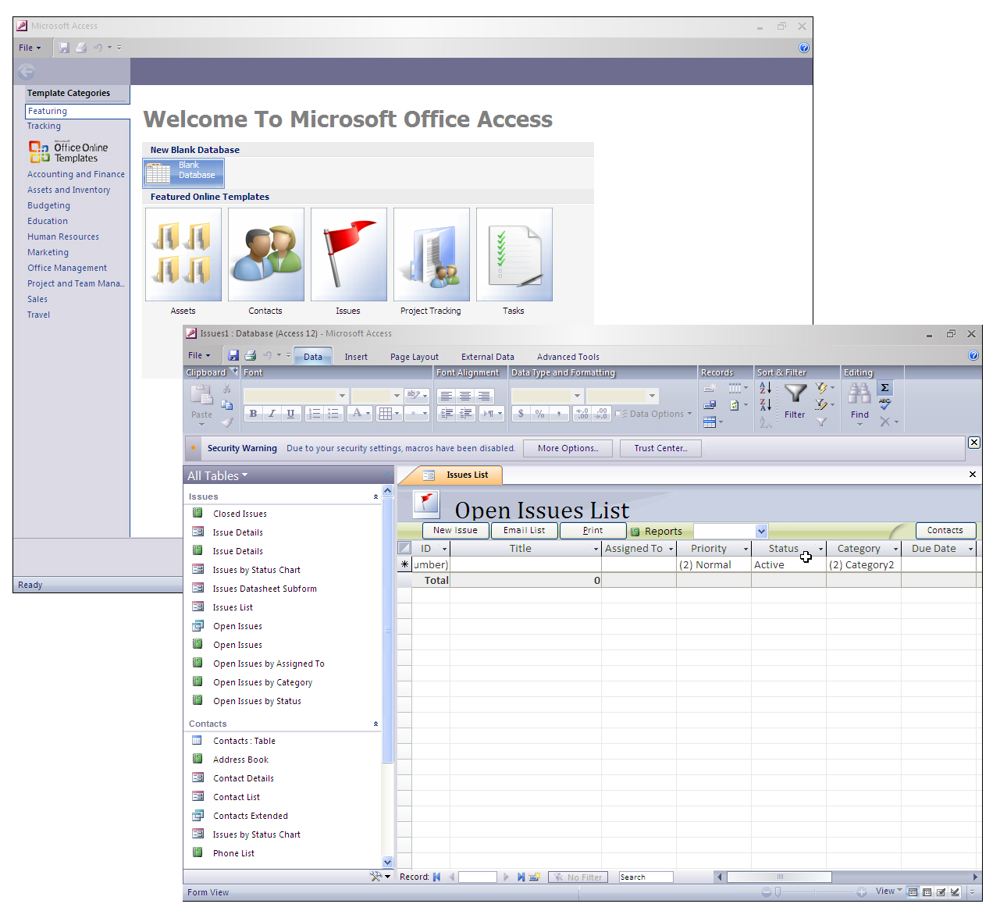 Microsoft Access
File
Template Categories
Featuring
Tracking
Microsoft
Office Online
Templates
Accounting and Finance
Assets and Inventory
Budgeting
Education
Human Resources
Marketing
Office Management
Project and Team Mana...
Sales
Travel
Welcome To Microsoft Office Access
New Blank Database
Blank
Database
Featured Online Templates
Assets
Contacts
Issues
Project Tracking
Tasks
Ready
Issues1 : Database (Access 12) - Microsoft Access
File Data Insert Page Layout External Data Advanced Tools
Clipboard Font Font Alignment Data Type and Formatting Records Sort & Filter Editing
Paste
B I U A ab
$ % , Data Options
Filter
Find
ABC
Security Warning Due to your security settings, macros have been disabled. More Options... Trust Center...
All Tables
Issues
Closed Issues
Issue Details
Issue Details
Issues by Status Chart
Issues Datasheet Subform
Issues List
Open Issues
Open Issues
Open Issues by Assigned To
Open Issues by Category
Open Issues by Status
Contacts
Contacts : Table
Address Book
Contact Details
Contact List
Contacts Extended
Issues by Status Chart
Phone List
Issues List
Open Issues List
New Issue Email List Print Reports Contacts
ID Title Assigned To Priority Status Category Due Date
umber) (2) Normal Active (2) Category2
Total 0
Record: No Filter Search
Form View View